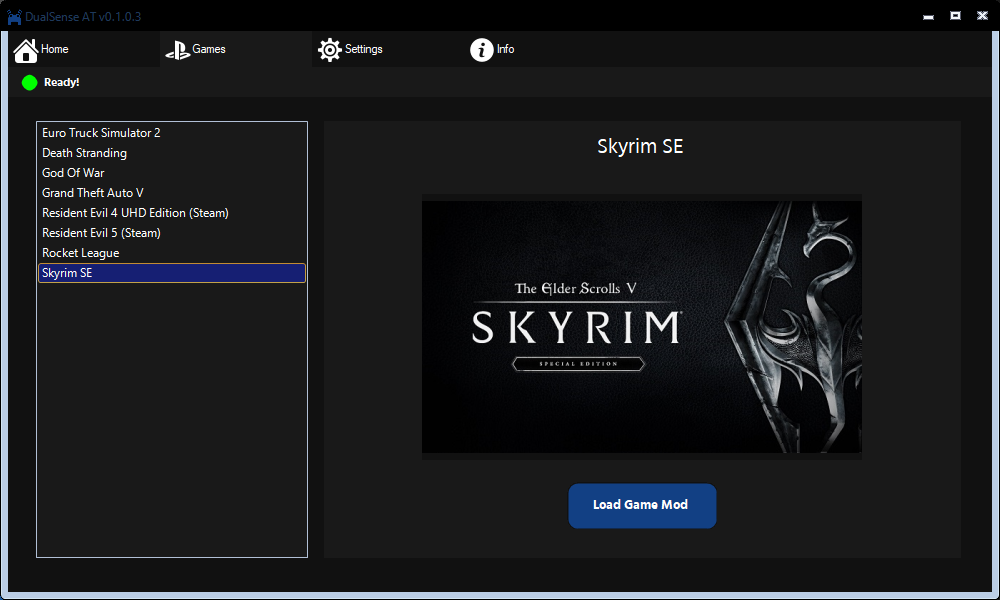 DualSense AT v0.1.0.3
Home
Games
Settings
Info
Ready!
Euro Truck Simulator 2
Death Stranding
God Of War
Grand Theft Auto V
Resident Evil 4 UHD Edition (Steam)
Resident Evil 5 (Steam)
Rocket League
Skyrim SE
Skyrim SE
The Elder Scrolls V
SKYRIM
SPECIAL EDITION
Load Game Mod